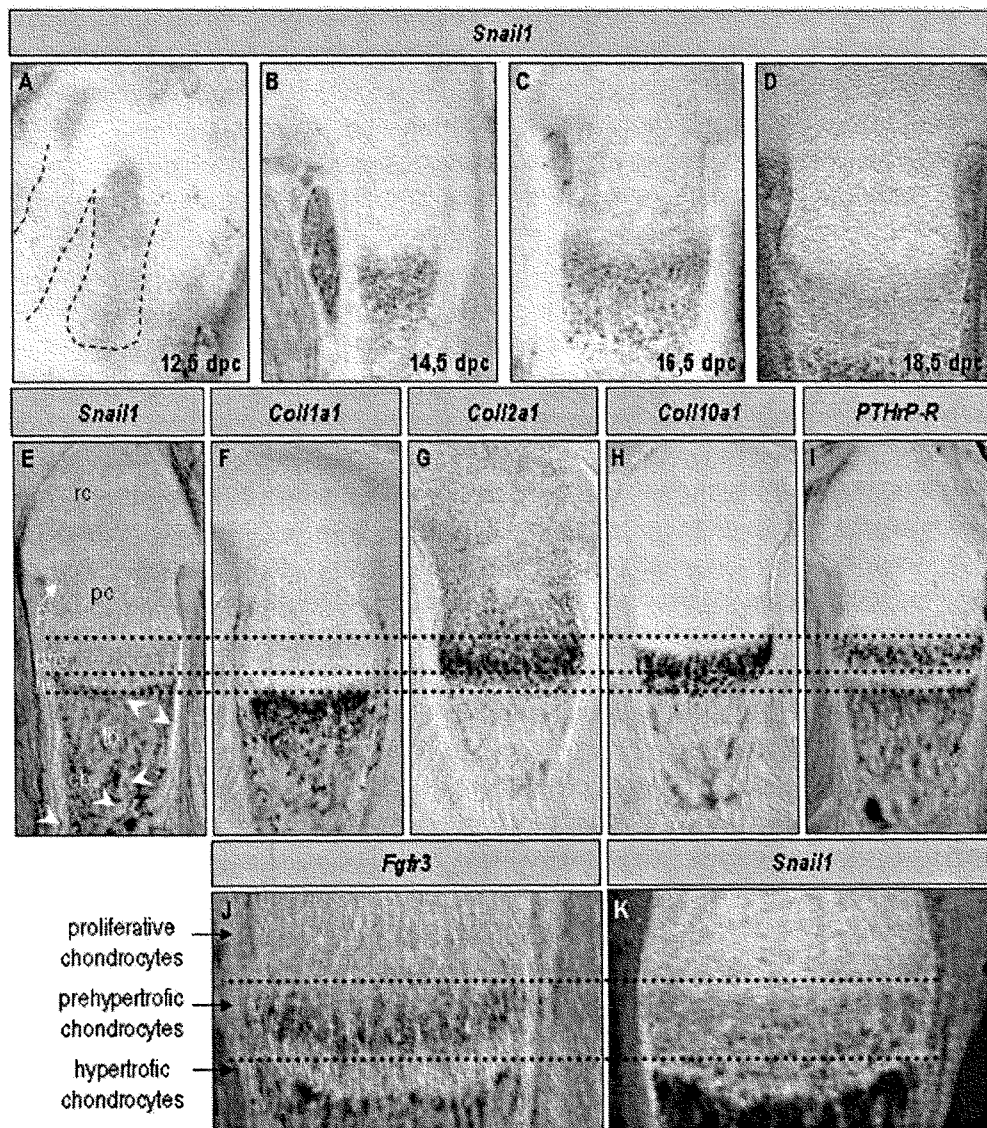 Snail1
A
B
C
D
12,5 dpc
14,5 dpc
16,5 dpc
18,5 dpc
Snail1
Coll1a1
Coll2a1
Coll10a1
PTHrP-R
E
F
G
H
I
rc
pc
Fgfr3
Snail1
J
K
proliferative
chondrocytes
prehypertrofic
chondrocytes
hypertrofic
chondrocytes